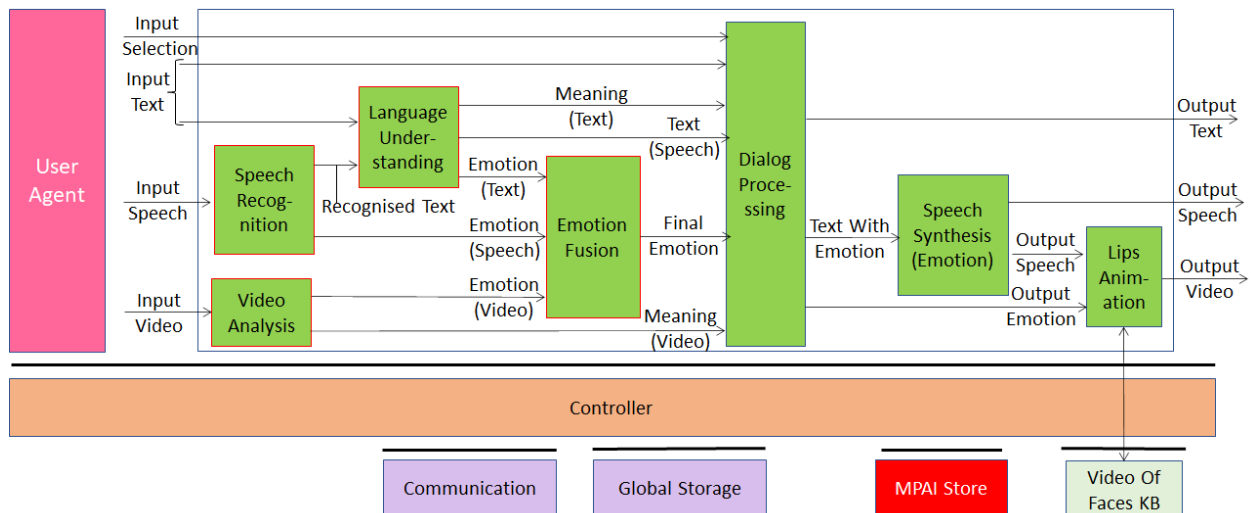 Input
Selection
Input
Text
Language
Under-
standing
Meaning
(Text)
Text
(Speech)
Dialog
Proce-
ssing
Output
Text
User
Agent
Input
Speech
Speech
Recog-
nition
Recognised Text
Emotion
(Text)
Emotion
(Speech)
Emotion
Fusion
Final
Emotion
Text With
Emotion
Speech
Synthesis
(Emotion)
Output
Speech
Output
Speech
Lips
Anim-
ation
Output
Video
Input
Video
Video
Analysis
Emotion
(Video)
Meaning
(Video)
Output
Emotion
Controller
Communication
Global Storage
MPAI Store
Video Of
Faces KB